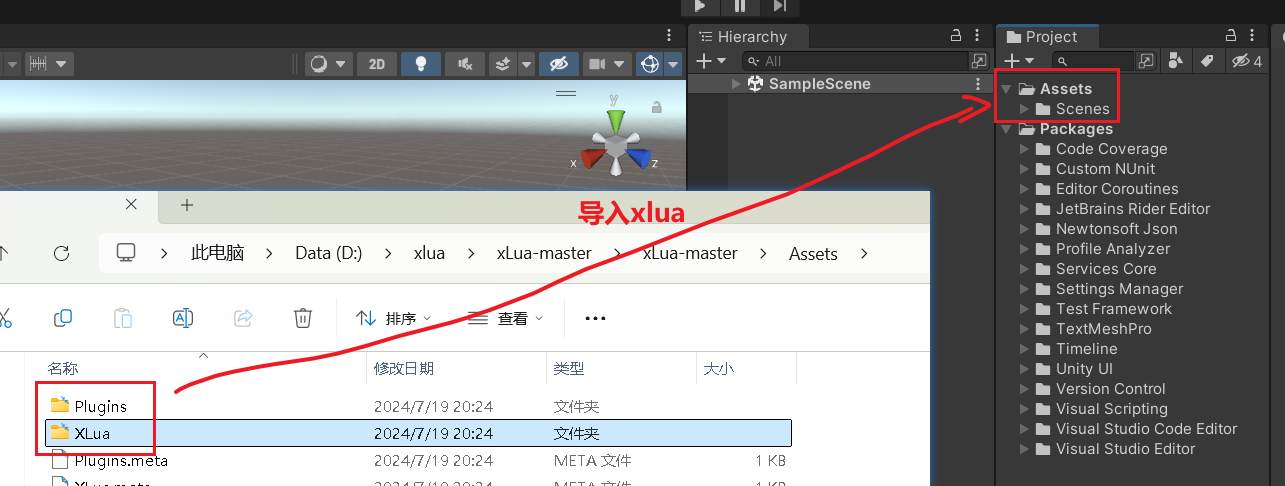 Hierarchy
Project
2D
All
4
SampleScene
Assets
Scenes
Packages
Code Coverage
Custom NUnit
Editor Coroutines
JetBrains Rider Editor
Newtonsoft Json
Profile Analyzer
Services Core
Settings Manager
Test Framework
TextMeshPro
Timeline
Unity UI
Version Control
Visual Scripting
Visual Studio Code Editor
Visual Studio Editor
y
x
z
导入xlua
此电脑 > Data (D:) > xlua > xLua-master > xLua-master > Assets >
排序
查看
名称 修改日期 类型 大小
Plugins 2024/7/19 20:24 文件夹
XLua 2024/7/19 20:24 文件夹
Plugins.meta 2024/7/19 20:24 META 文件 1 KB
XLua.meta 2024/7/19 20:24 META 文件 1 KB